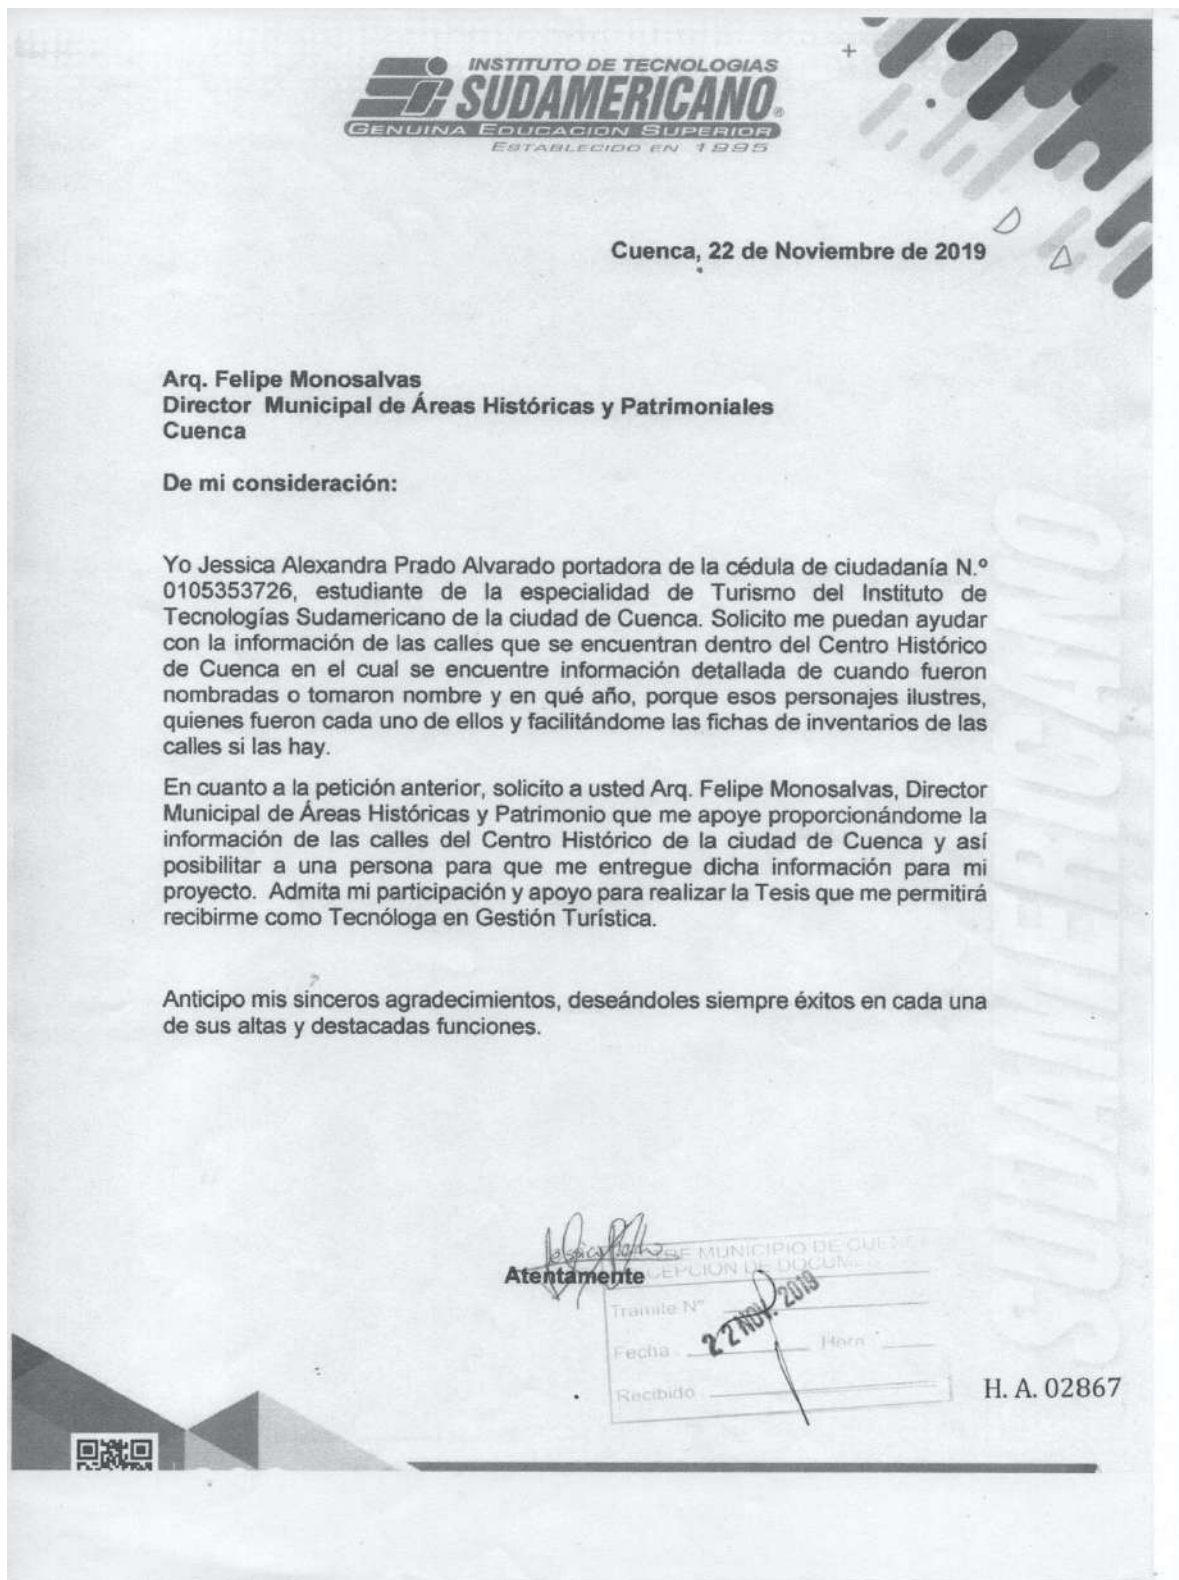 INSTITUTO DE TECNOLOGIAS
SUDAMERICANO
GENUINA EDUCACION SUPERIOR
ESTABLECIDO EN 1995
Cuenca, 22 de Noviembre de 2019
Arq. Felipe Monosalvas
Director Municipal de Áreas Históricas y Patrimoniales
Cuenca
De mi consideración:
Yo Jessica Alexandra Prado Alvarado portadora de la cédula de ciudadanía N.º
0105353726, estudiante de la especialidad de Turismo del Instituto de
Tecnologías Sudamericano de la ciudad de Cuenca. Solicito me puedan ayudar
con la información de las calles que se encuentran dentro del Centro Histórico
de Cuenca en el cual se encuentre información detallada de cuando fueron
nombradas o tomaron nombre y en qué año, porque esos personajes ilustres,
quienes fueron cada uno de ellos y facilitándome las fichas de inventarios de las
calles si las hay.
En cuanto a la petición anterior, solicito a usted Arq. Felipe Monosalvas, Director
Municipal de Áreas Históricas y Patrimonio que me apoye proporcionándome la
información de las calles del Centro Histórico de la ciudad de Cuenca y así
posibilitar a una persona para que me entregue dicha información para mi
proyecto. Admita mi participación y apoyo para realizar la Tesis que me permitirá
recibirme como Tecnóloga en Gestión Turística.
Anticipo mis sinceros agradecimientos, deseándoles siempre éxitos en cada una
de sus altas y destacadas funciones.
Atentamente
MUNICIPIO DE
DE
Tramite N°
22 NOV. 2019
Fecha Hora
Recibido
H. A. 02867
SUDAMERICANO